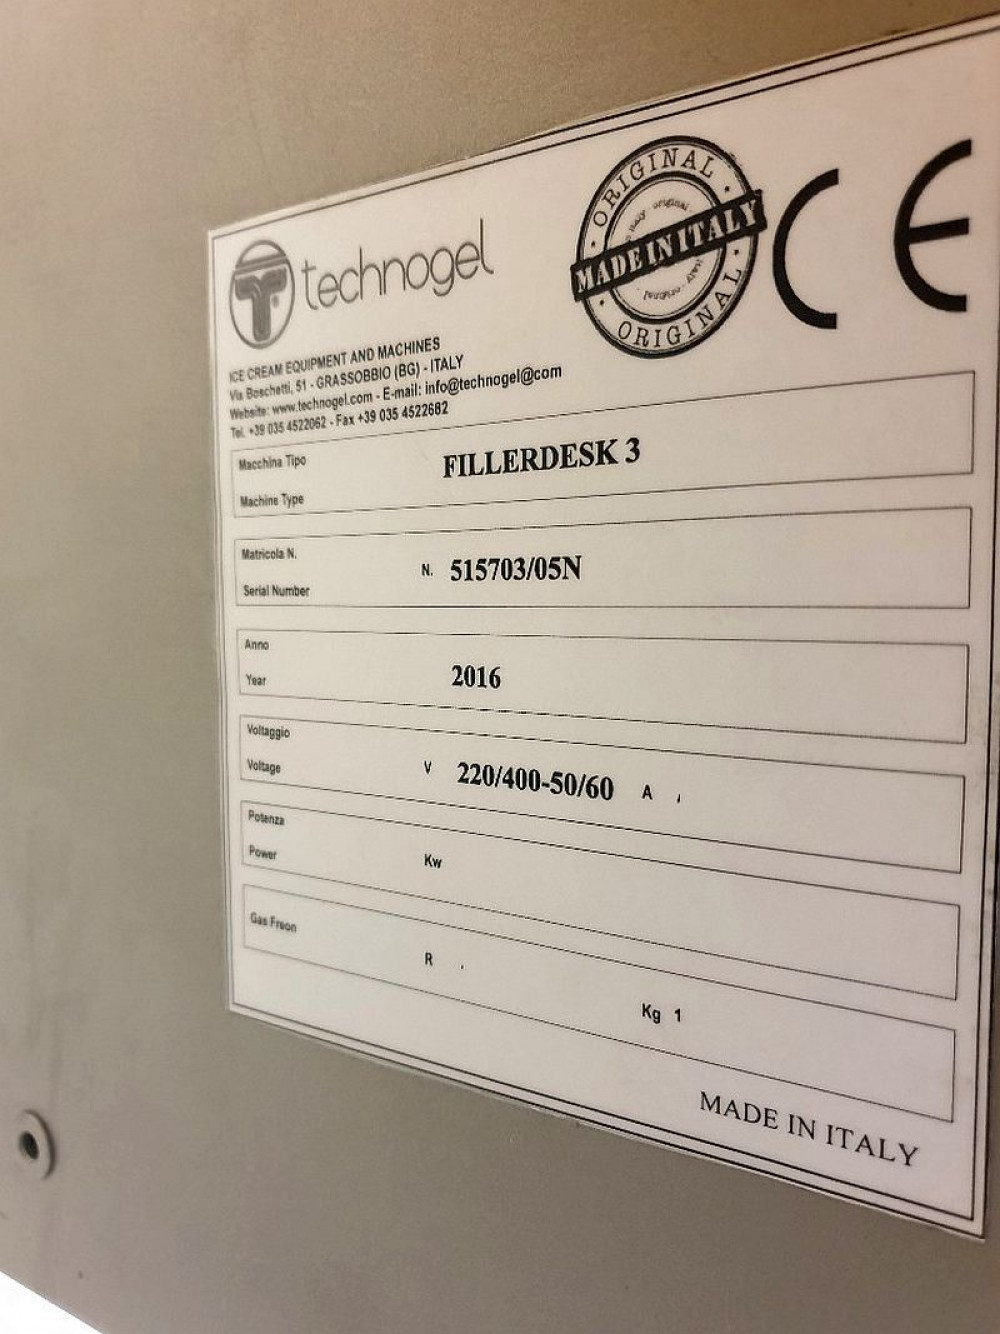 technogel
ORIGINAL
MADE IN ITALY
ORIGINAL
CE
ICE CREAM EQUIPMENT AND MACHINES
Via Boschetti, 51 - GRASSOBBIO (BG) - ITALY
Website: www.technogel.com - E-mail: info@technogel@com
Tel. +39 035 4522062 - Fax +39 035 4522682
Macchina Tipo
Machine Type
FILLERDESK 3
Matricola N.
Serial Number
N. 515703/05N
Anno
Year
2016
Voltaggio
Voltage
V 220/400-50/60 A ,
Potenza
Power
Kw
Gas Freon
R .
Kg 1
MADE IN ITALY